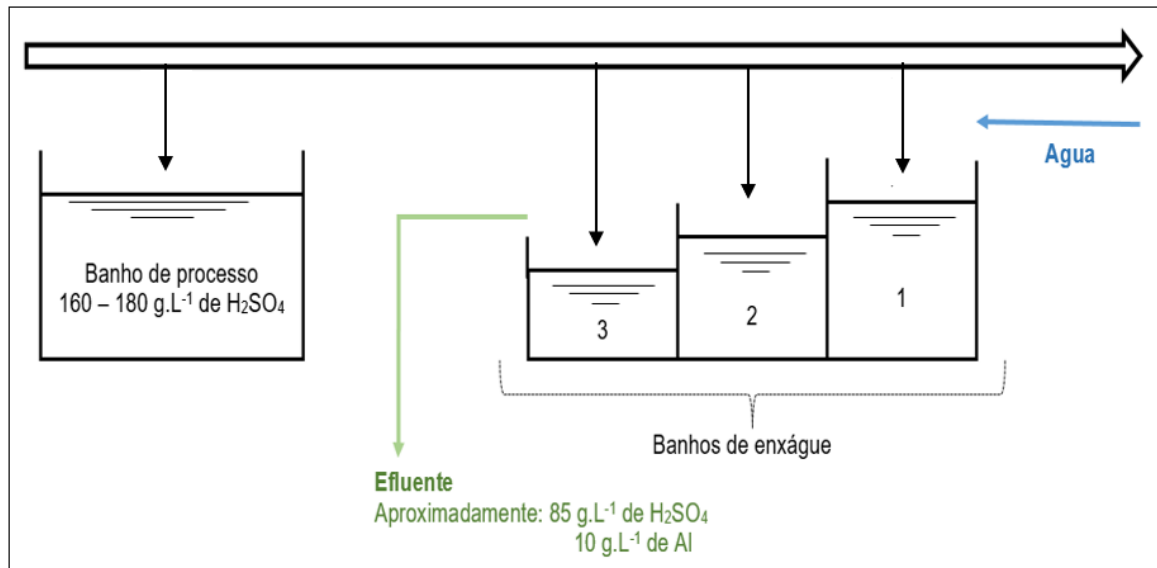 Agua
Banho de processo
160 – 180 g.L⁻¹ de H₂SO₄
3
2
1
Banhos de enxágue
Efluente
Aproximadamente: 85 g.L⁻¹ de H₂SO₄
10 g.L⁻¹ de Al